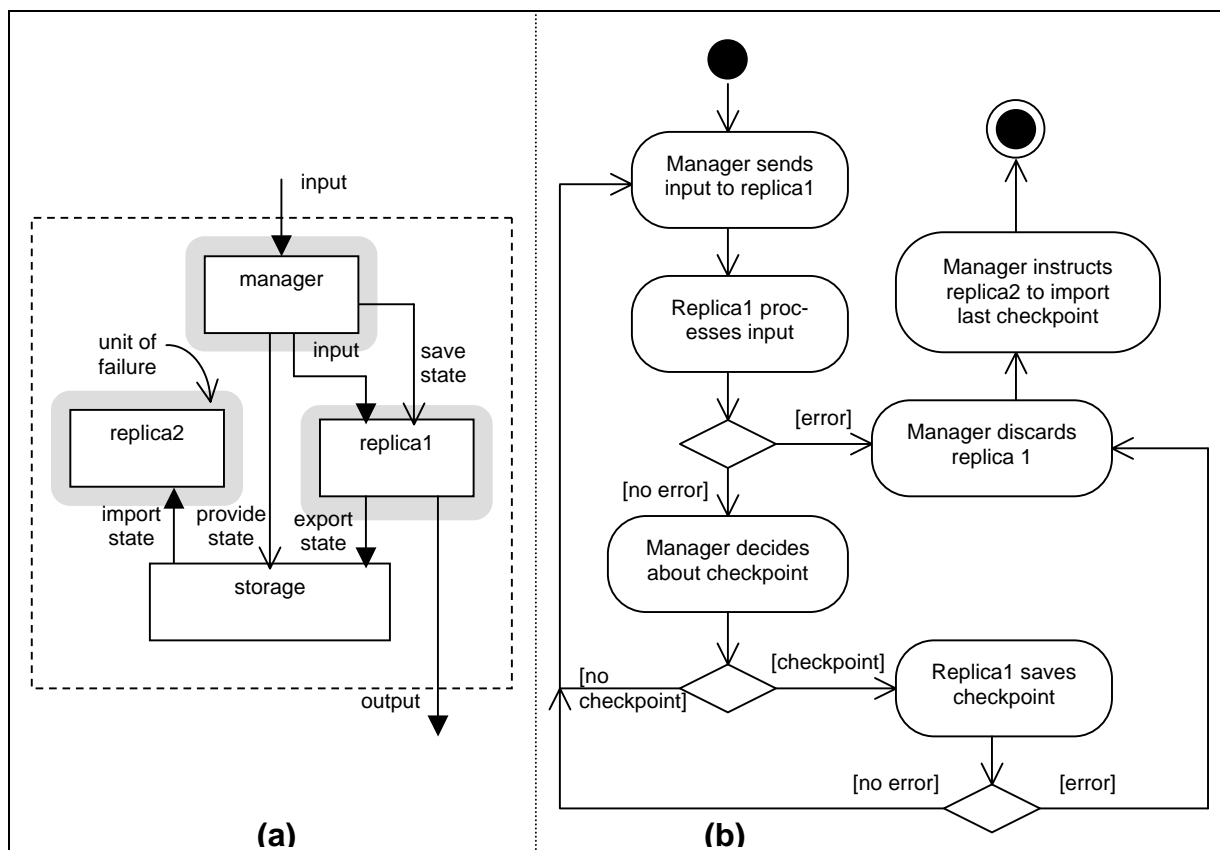 input
manager
unit of
failure
input
save
state
replica2
replica1
import
state
provide
state
export
state
storage
output
(a)
Manager sends
input to replica1
Replica1 proc-
esses input
[error]
[no error]
Manager instructs
replica2 to import
last checkpoint
Manager discards
replica 1
Manager decides
about checkpoint
[no
checkpoint]
[checkpoint]
Replica1 saves
checkpoint
[no error]
[error]
(b)